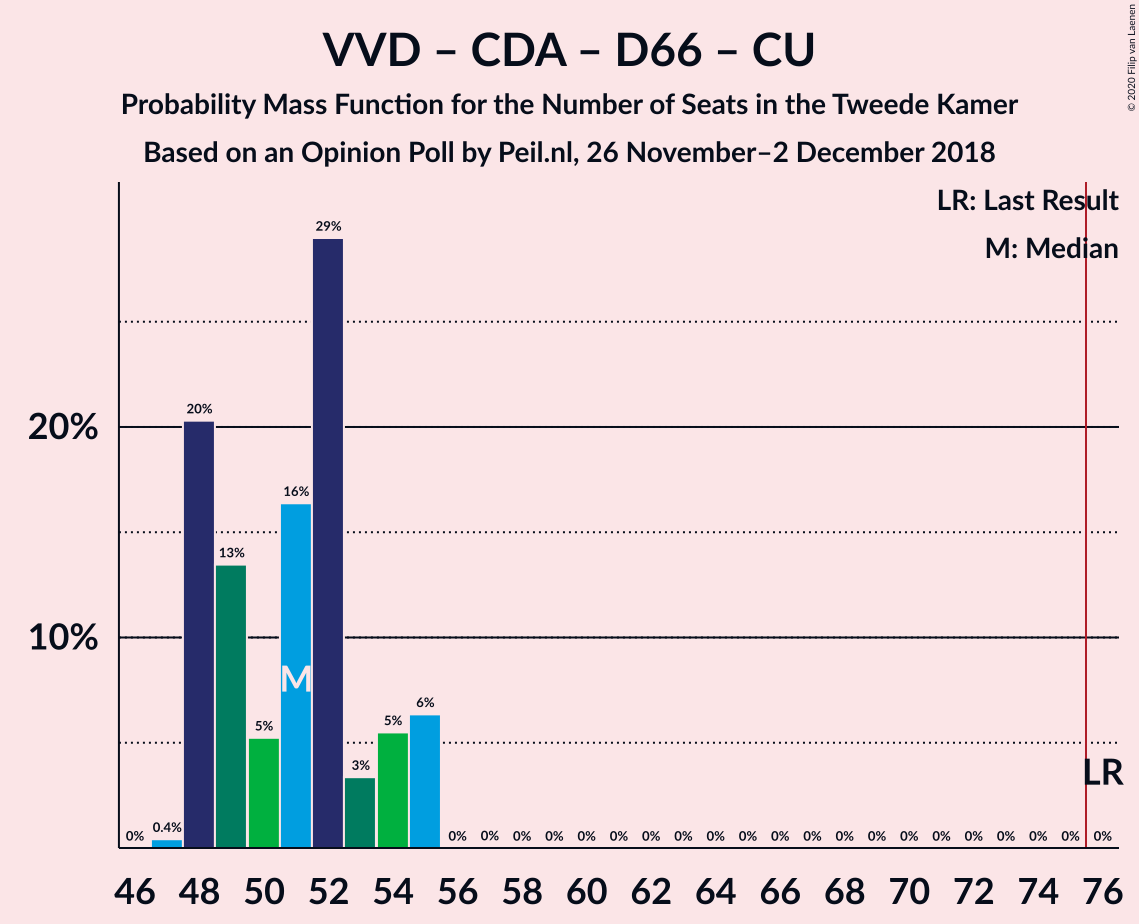 VVD – CDA – D66 – CU
Probability Mass Function for the Number of Seats in the Tweede Kamer
Based on an Opinion Poll by Peil.nl, 26 November–2 December 2018
© 2020 Filip van Laenen
LR: Last Result
M: Median
29%
20%
20%
16%
13%
10%
M
6%
5%
5%
3%
LR
0% 0.4% 0% 0% 0% 0% 0% 0% 0% 0% 0% 0% 0% 0% 0% 0% 0% 0% 0% 0% 0% 0% 0%
46 48 50 52 54 56 58 60 62 64 66 68 70 72 74 76